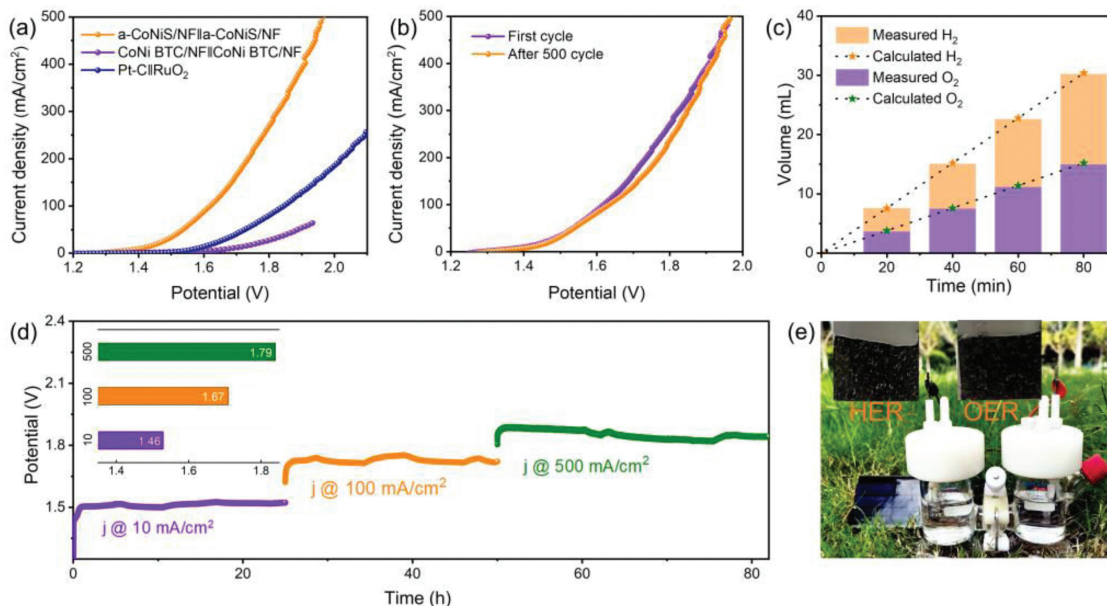 (a)
500
400
300
200
100
0
Current density (mA/cm²)
a-CoNiS/NF‖a-CoNiS/NF
CoNi BTC/NF‖CoNi BTC/NF
Pt-C‖RuO₂
1.2 1.4 1.6 1.8 2.0
Potential (V)
(b)
500
400
300
200
100
0
Current density (mA/cm²)
First cycle
After 500 cycle
1.2 1.4 1.6 1.8 2.0
Potential (V)
(c)
40
30
20
10
0
Volume (mL)
Measured H₂
Calculated H₂
Measured O₂
Calculated O₂
0 20 40 60 80
Time (min)
(d)
2.4
2.1
1.8
1.5
Potential (V)
500
1.79
100
1.67
10
1.46
1.4 1.6 1.8
j @ 10 mA/cm²
j @ 100 mA/cm²
j @ 500 mA/cm²
0 20 40 60 80
Time (h)
(e)
HER
OER